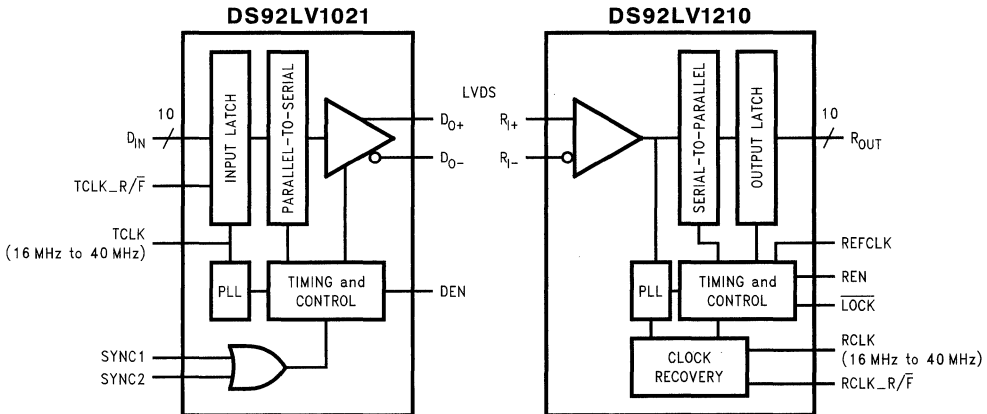 DS92LV1021
DS92LV1210
10
D_IN
TCLK_R/F̅
TCLK
(16 MHz to 40 MHz)
SYNC1
SYNC2
INPUT LATCH
PARALLEL-TO-SERIAL
PLL
TIMING and
CONTROL
D_O+
D_O−
DEN
LVDS
R_I+
R_I−
SERIAL-TO-PARALLEL
OUTPUT LATCH
PLL
TIMING and
CONTROL
CLOCK
RECOVERY
10
R_OUT
REFCLK
REN
L̅O̅C̅K̅
RCLK
(16 MHz to 40 MHz)
RCLK_R/F̅